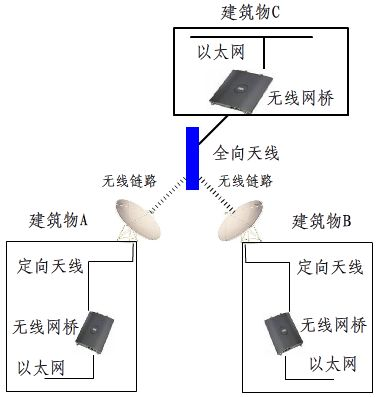 建筑物C
以太网
无线网桥
全向天线
无线链路
无线链路
建筑物A
建筑物B
定向天线
定向天线
无线网桥
无线网桥
以太网
以太网